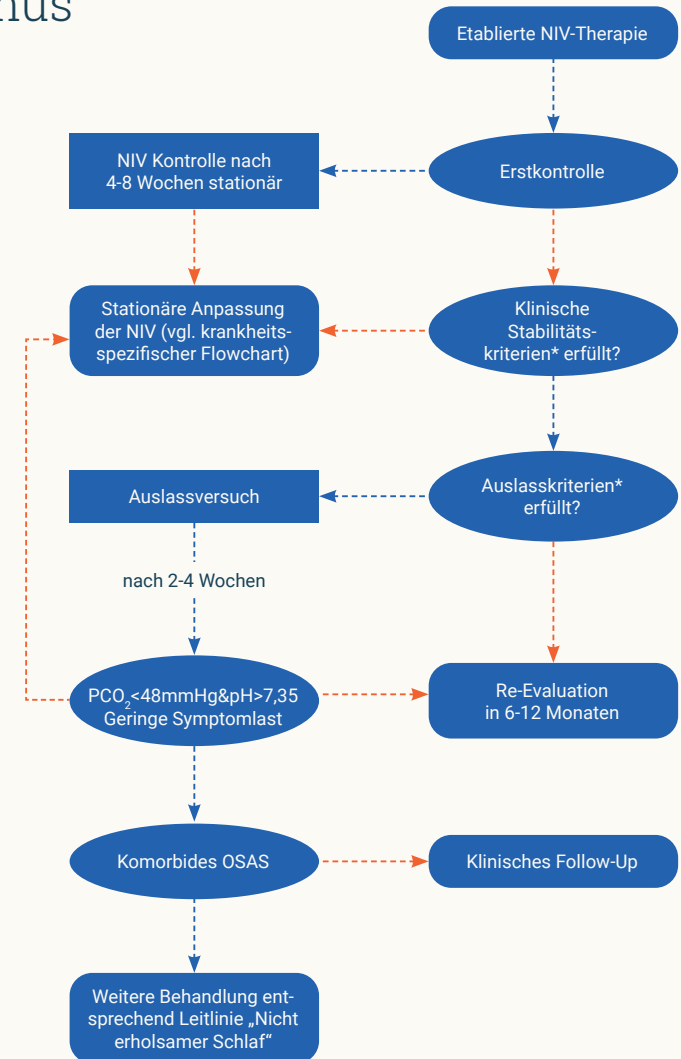 Etablierte NIV-Therapie
NIV Kontrolle nach
4-8 Wochen stationär
Erstkontrolle
Stationäre Anpassung
der NIV (vgl. krankheits-
spezifischer Flowchart)
Klinische
Stabilitäts-
kriterien* erfüllt?
Auslassversuch
Auslasskriterien*
erfüllt?
nach 2-4 Wochen
PCO₂<48mmHg&pH>7,35
Geringe Symptomlast
Re-Evaluation
in 6-12 Monaten
Komorbides OSAS
Klinisches Follow-Up
Weitere Behandlung ent-
sprechend Leitlinie „Nicht
erholsamer Schlaf“